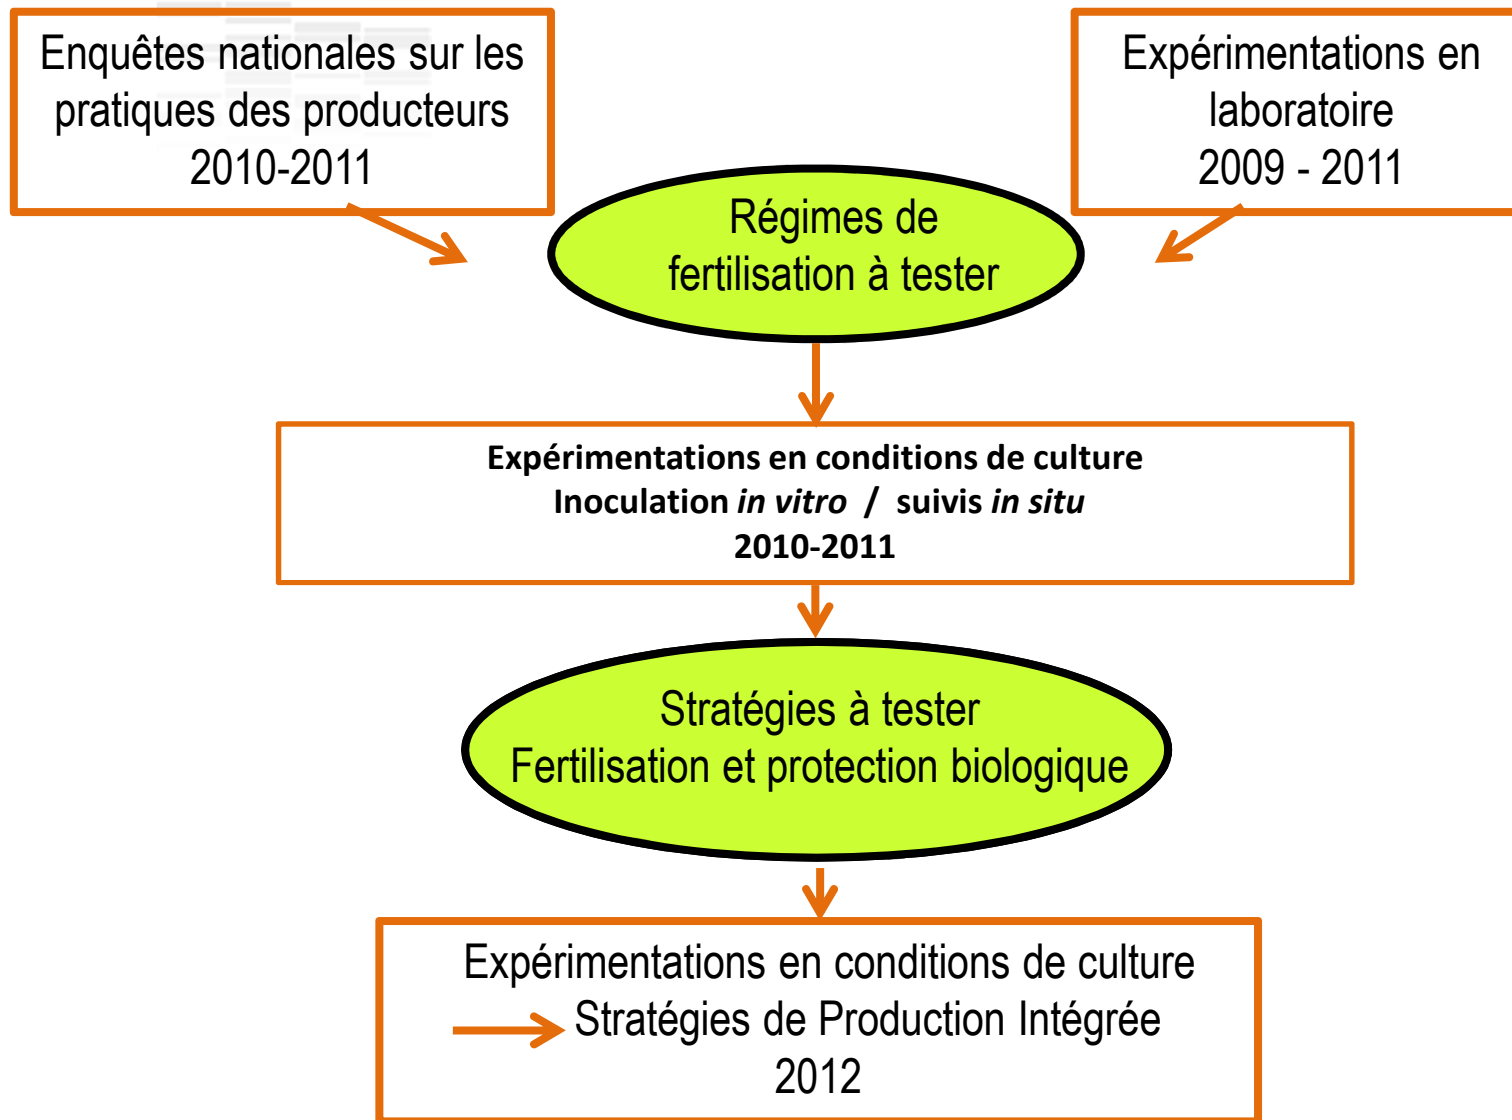 Enquêtes nationales sur les
pratiques des producteurs
2010-2011
Expérimentations en
laboratoire
2009 - 2011
Régimes de
fertilisation à tester
Expérimentations en conditions de culture
Inoculation in vitro / suivis in situ
2010-2011
Stratégies à tester
Fertilisation et protection biologique
Expérimentations en conditions de culture
Stratégies de Production Intégrée
2012